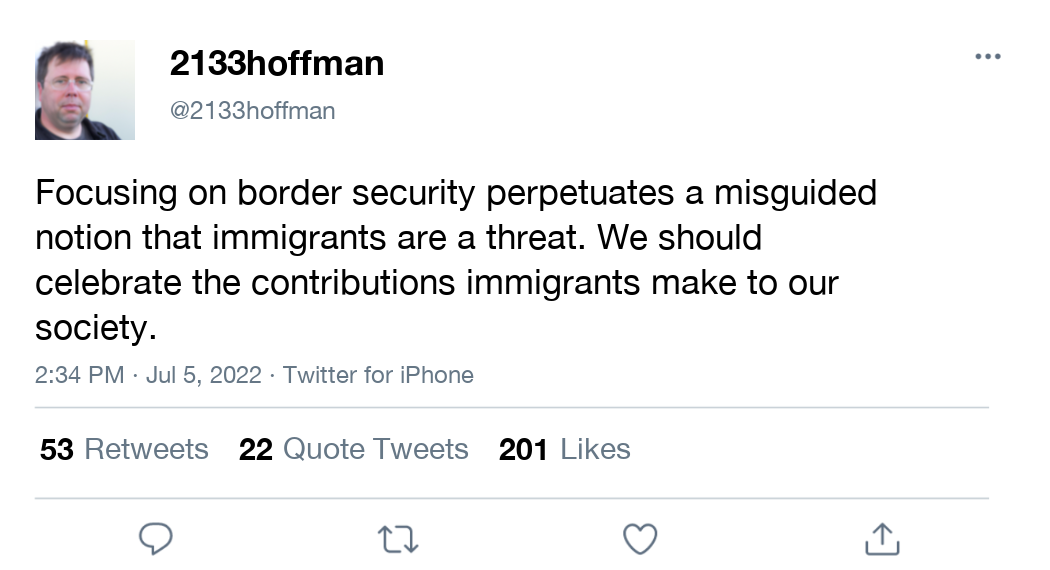 2133hoffman
@2133hoffman
Focusing on border security perpetuates a misguided
notion that immigrants are a threat. We should
celebrate the contributions immigrants make to our
society.
2:34 PM · Jul 5, 2022 · Twitter for iPhone
53 Retweets 22 Quote Tweets 201 Likes